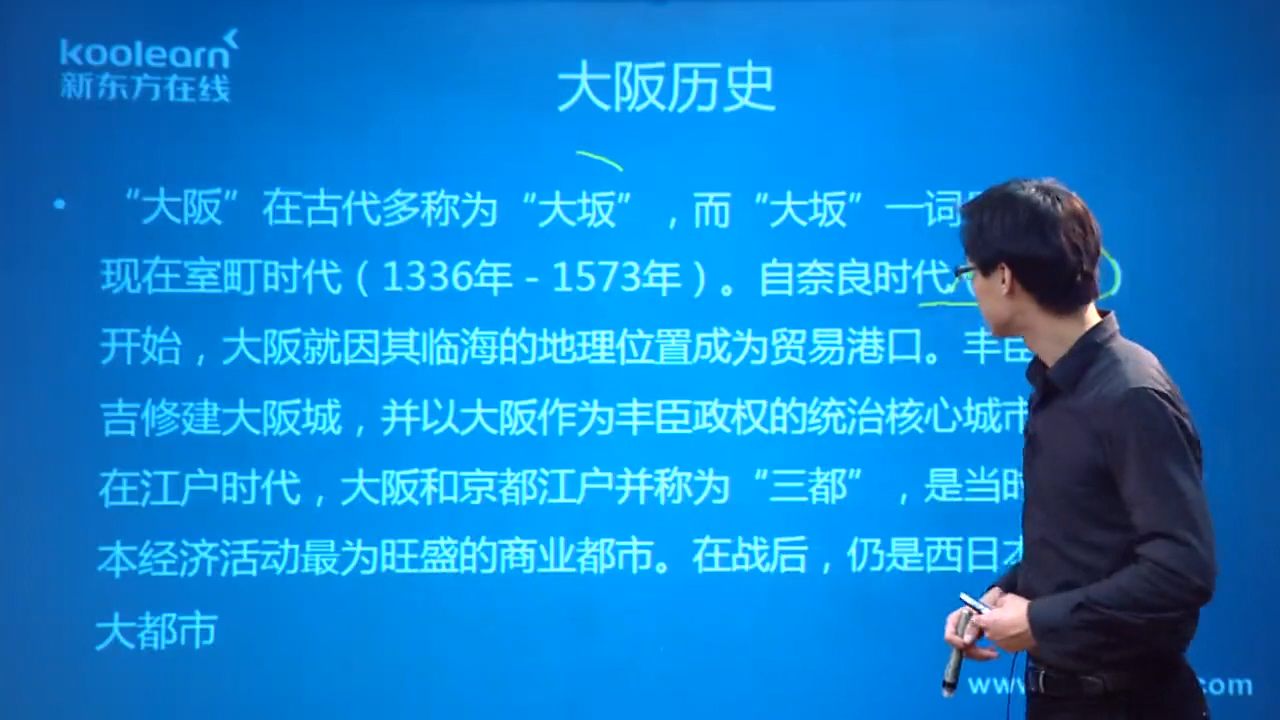 koolearn
新东方在线
大阪历史
• “大阪”在古代多称为“大坂”，而“大坂”一词
现在室町时代（1336年－1573年）。自奈良时代
开始，大阪就因其临海的地理位置成为贸易港口。丰臣
吉修建大阪城，并以大阪作为丰臣政权的统治核心城市
在江户时代，大阪和京都江户并称为“三都”，是当时
本经济活动最为旺盛的商业都市。在战后，仍是西日本
大都市